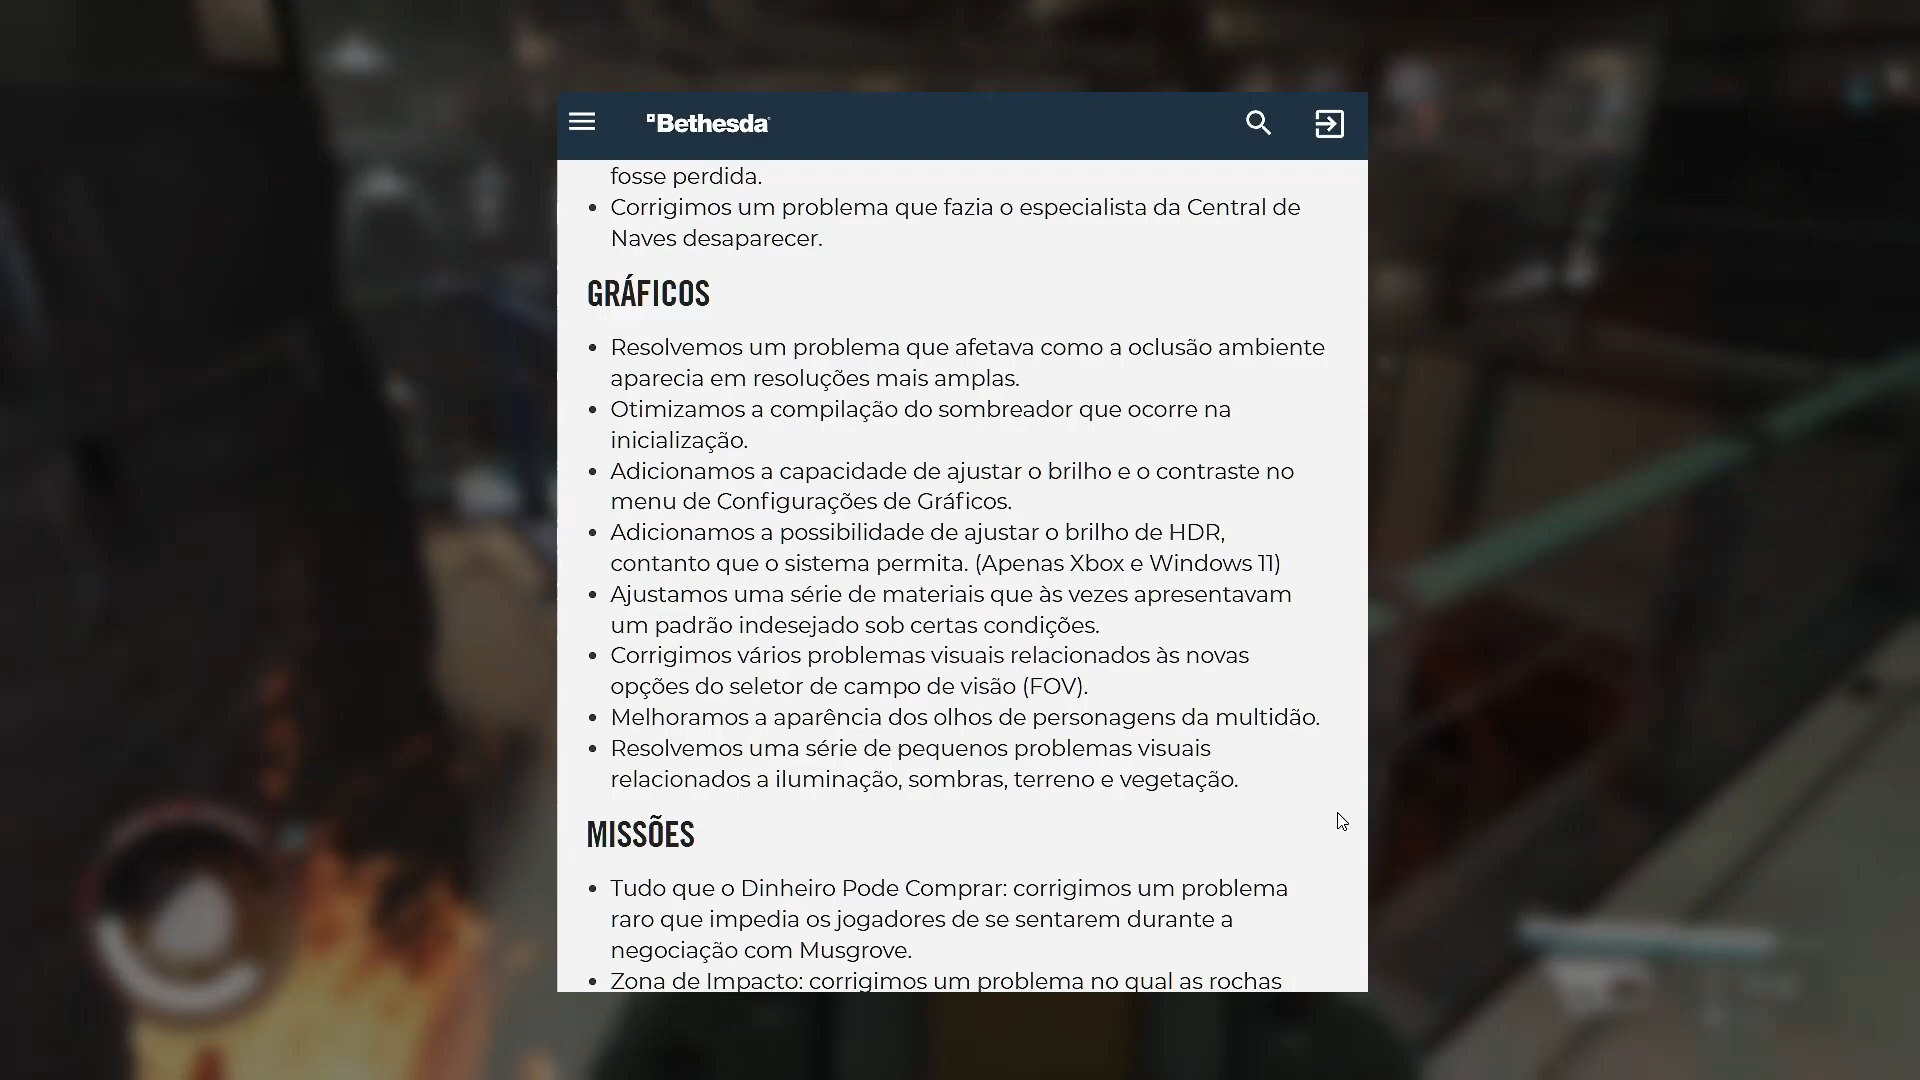 Bethesda
fosse perdida.
• Corrigimos um problema que fazia o especialista da Central de
Naves desaparecer.
GRÁFICOS
• Resolvemos um problema que afetava como a oclusão ambiente
aparecia em resoluções mais amplas.
• Otimizamos a compilação do sombreador que ocorre na
inicialização.
• Adicionamos a capacidade de ajustar o brilho e o contraste no
menu de Configurações de Gráficos.
• Adicionamos a possibilidade de ajustar o brilho de HDR,
contanto que o sistema permita. (Apenas Xbox e Windows 11)
• Ajustamos uma série de materiais que às vezes apresentavam
um padrão indesejado sob certas condições.
• Corrigimos vários problemas visuais relacionados às novas
opções do seletor de campo de visão (FOV).
• Melhoramos a aparência dos olhos de personagens da multidão.
• Resolvemos uma série de pequenos problemas visuais
relacionados a iluminação, sombras, terreno e vegetação.
MISSÕES
• Tudo que o Dinheiro Pode Comprar: corrigimos um problema
raro que impedia os jogadores de se sentarem durante a
negociação com Musgrove.
• Zona de Impacto: corrigimos um problema no qual as rochas